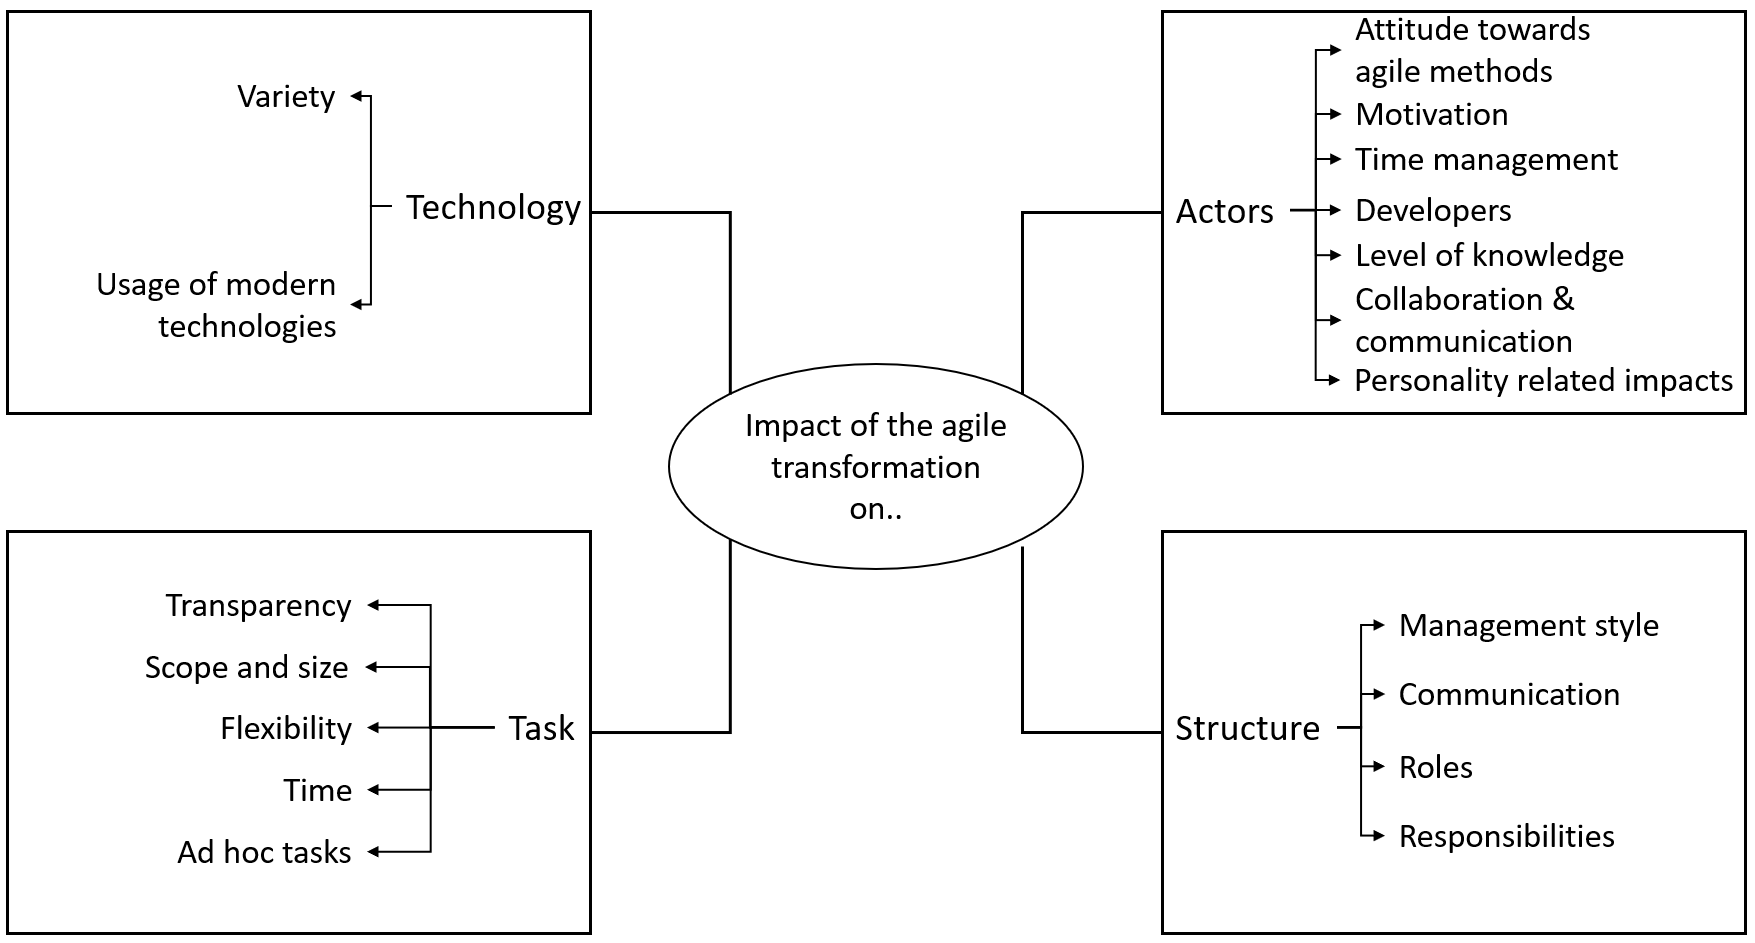 Variety
Technology
Usage of modern
technologies
Attitude towards
agile methods
Motivation
Time management
Actors
Developers
Level of knowledge
Collaboration &
communication
Personality related impacts
Impact of the agile
transformation
on..
Transparency
Scope and size
Flexibility
Task
Time
Ad hoc tasks
Management style
Communication
Structure
Roles
Responsibilities